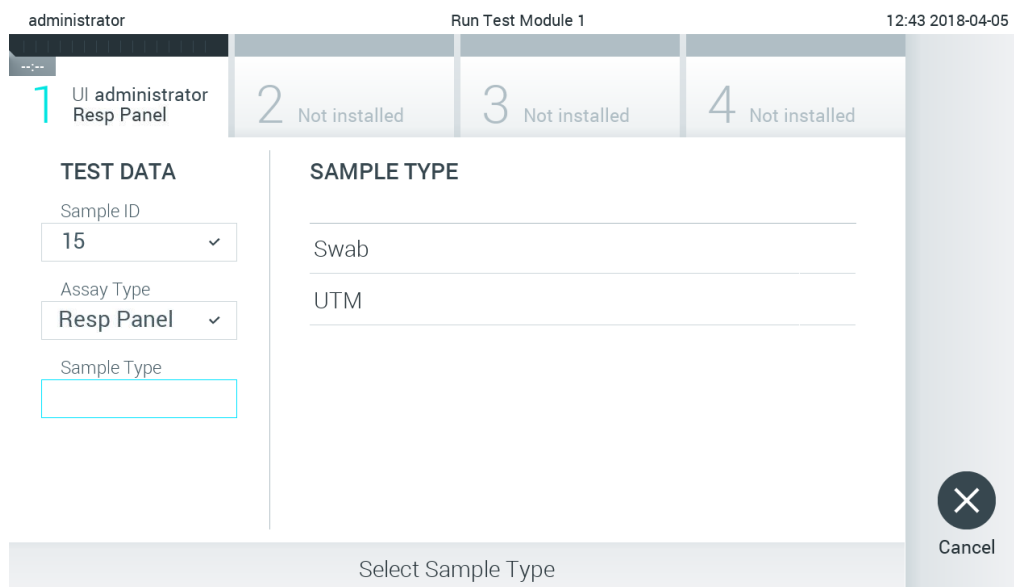 administrator
Run Test Module 1
12:43 2018-04-05
--:--
1
UI administrator
Resp Panel
2 Not installed
3 Not installed
4 Not installed
TEST DATA
Sample ID
15
Assay Type
Resp Panel
Sample Type
SAMPLE TYPE
Swab
UTM
Cancel
Select Sample Type